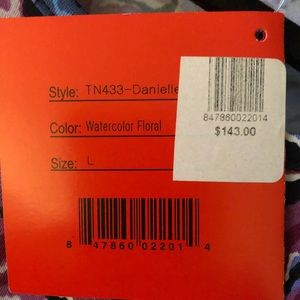 Style: TN433-Danielle
847860022014
$143.00
Color: Watercolor Floral
Size: L
8 47860 02201 4